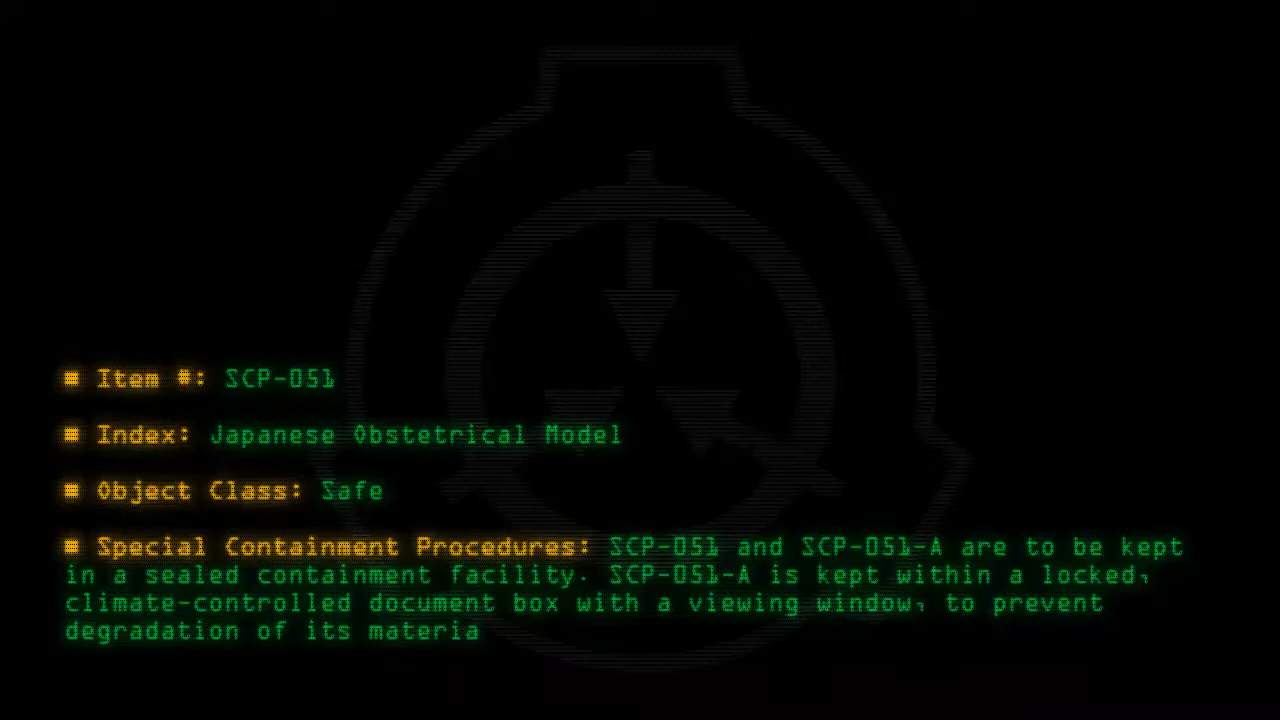 ■ Item #: SCP-051
■ Index: Japanese Obstetrical Model
■ Object Class: Safe
■ Special Containment Procedures: SCP-051 and SCP-051-A are to be kept
in a sealed containment facility. SCP-051-A is kept within a locked,
climate-controlled document box with a viewing window, to prevent
degradation of its materia